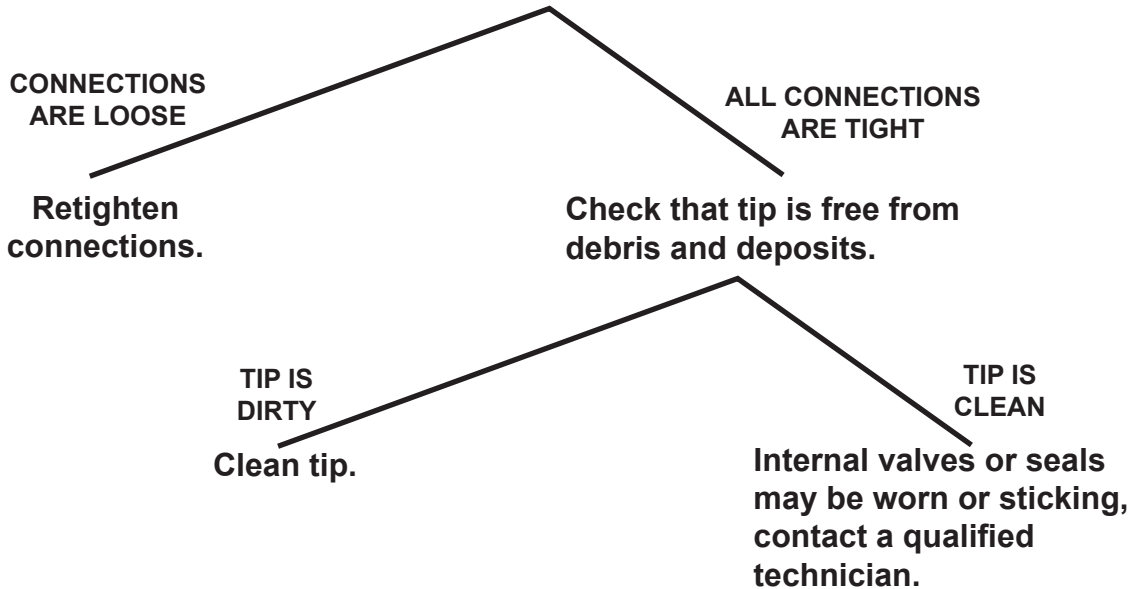 CONNECTIONS
ARE LOOSE
ALL CONNECTIONS
ARE TIGHT
Retighten
connections.
Check that tip is free from
debris and deposits.
TIP IS
DIRTY
TIP IS
CLEAN
Clean tip.
Internal valves or seals
may be worn or sticking,
contact a qualified
technician.